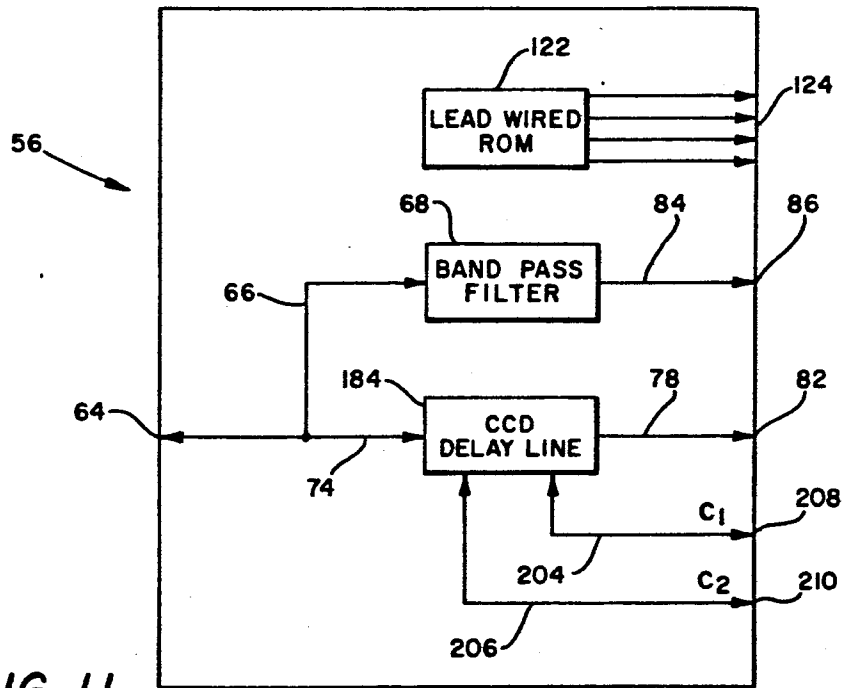 122
LEAD WIRED
ROM
124
56
68
84
86
BAND PASS
FILTER
66
184
78
82
64
CCD
DELAY LINE
74
C1
208
204
C2
210
206